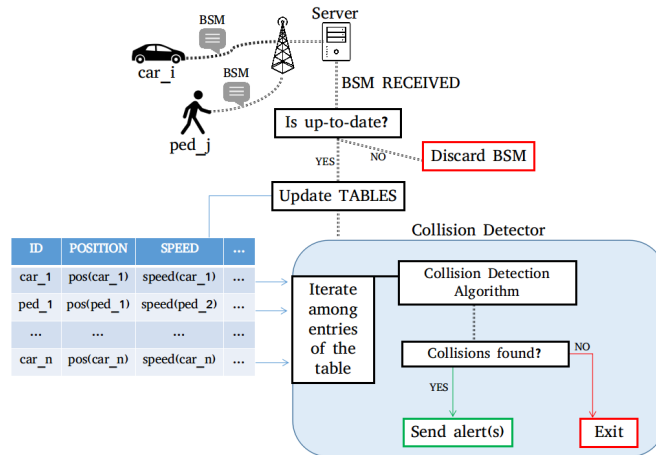 Server
BSM
car_i
BSM
ped_j
BSM RECEIVED
Is up-to-date?
YES
NO
Discard BSM
Update TABLES
Collision Detector
ID POSITION SPEED ...
car_1 pos(car_1) speed(car_1) ...
ped_1 pos(ped_1) speed(ped_2) ...
... ... ... ...
car_n pos(car_n) speed(car_n) ...
Iterate
among
entries
of the
table
Collision Detection
Algorithm
Collisions found?
NO
YES
Send alert(s)
Exit